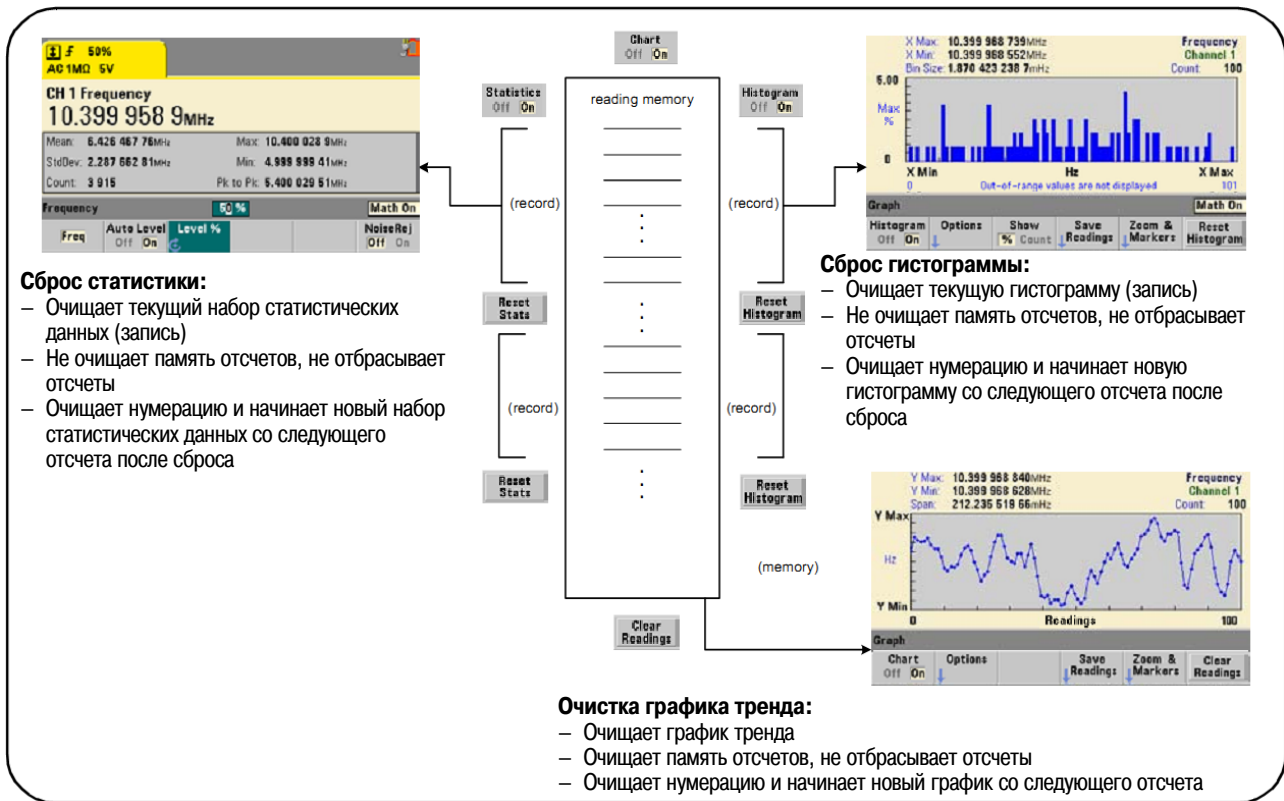 50%
AC 1MΩ 5V
CH 1 Frequency
10.399 958 9MHz
Mean: 6.426 467 76MHz Max: 10.400 028 9MHz
StdDev: 2.287 662 81MHz Min: 4.999 999 41MHz
Count: 3 915 Pk to Pk: 5.400 029 51MHz
Frequency 50 % Math On
Freq
Auto Level
Off On
Level %
NoiseRej
Off On
Сброс статистики:
– Очищает текущий набор статистических
данных (запись)
– Не очищает память отсчетов, не отбрасывает
отсчеты
– Очищает нумерацию и начинает новый набор
статистических данных со следующего
отсчета после сброса
Chart
Off On
Statistics
Off On
reading memory
Histogram
Off On
(record)
(record)
Reset
Stats
Reset
Histogram
(record)
(record)
Reset
Stats
Reset
Histogram
(memory)
Clear
Readings
X Max: 10.399 968 739MHz Frequency
X Min: 10.399 968 552MHz Channel 1
Bin Size: 1.870 423 238 7mHz Count: 100
5.00
Max
%
0
X Min Hz X Max
0 Out-of-range values are not displayed 101
Graph Math On
Histogram
Off On
Options
Show
% Count
Save
Readings
Zoom &
Markers
Reset
Histogram
Сброс гистограммы:
– Очищает текущую гистограмму (запись)
– Не очищает память отсчетов, не отбрасывает
отсчеты
– Очищает нумерацию и начинает новую
гистограмму со следующего отсчета после
сброса
Y Max: 10.399 968 840MHz Frequency
Y Min: 10.399 968 628MHz Channel 1
Span: 212.235 518 66mHz Count: 100
Y Max
Hz
Y Min
0 Readings 100
Graph
Chart
Off On
Options
Save
Readings
Zoom &
Markers
Clear
Readings
Очистка графика тренда:
– Очищает график тренда
– Очищает память отсчетов, не отбрасывает отсчеты
– Очищает нумерацию и начинает новый график со следующего отсчета